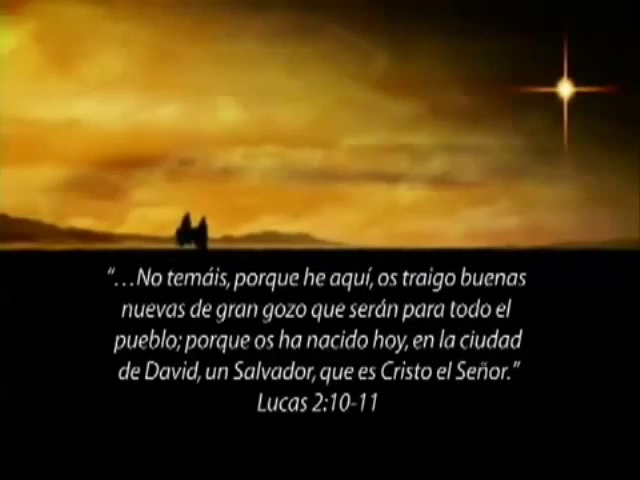 “...No temáis, porque he aquí, os traigo buenas
nuevas de gran gozo que serán para todo el
pueblo; porque os ha nacido hoy, en la ciudad
de David, un Salvador, que es Cristo el Señor.”
Lucas 2:10-11